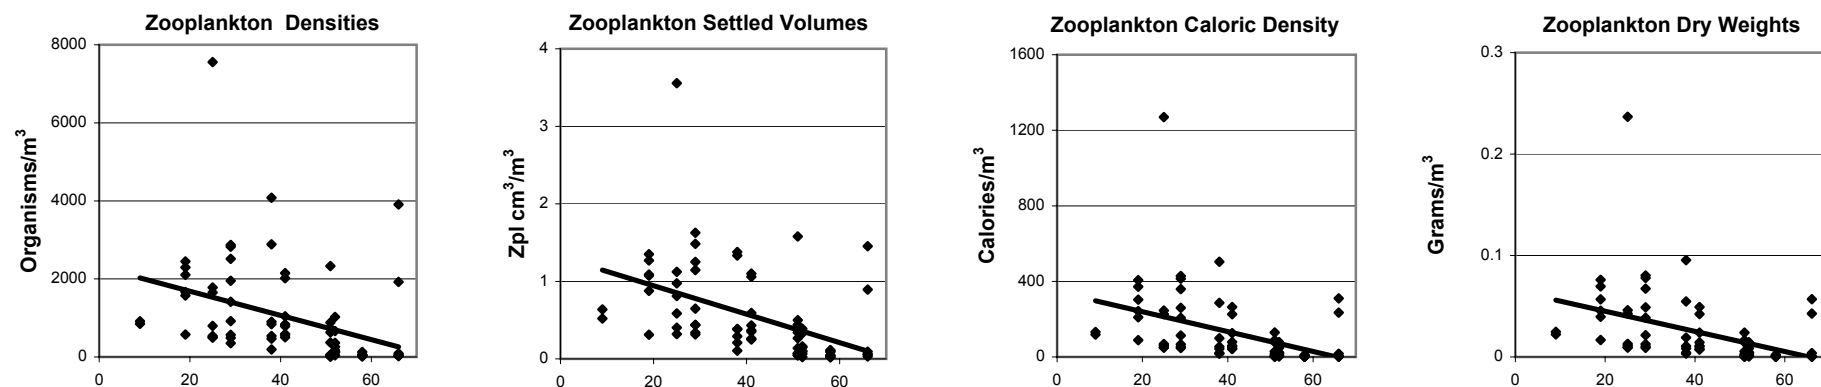 Zooplankton Densities
8000
6000
4000
2000
0
0 20 40 60
Organisms/m³
Zooplankton Settled Volumes
4
3
2
1
0
0 20 40 60
Zpl cm³/m³
Zooplankton Caloric Density
1600
1200
800
400
0
0 20 40 60
Calories/m³
Zooplankton Dry Weights
0.3
0.2
0.1
0
0 20 40 60
Grams/m³